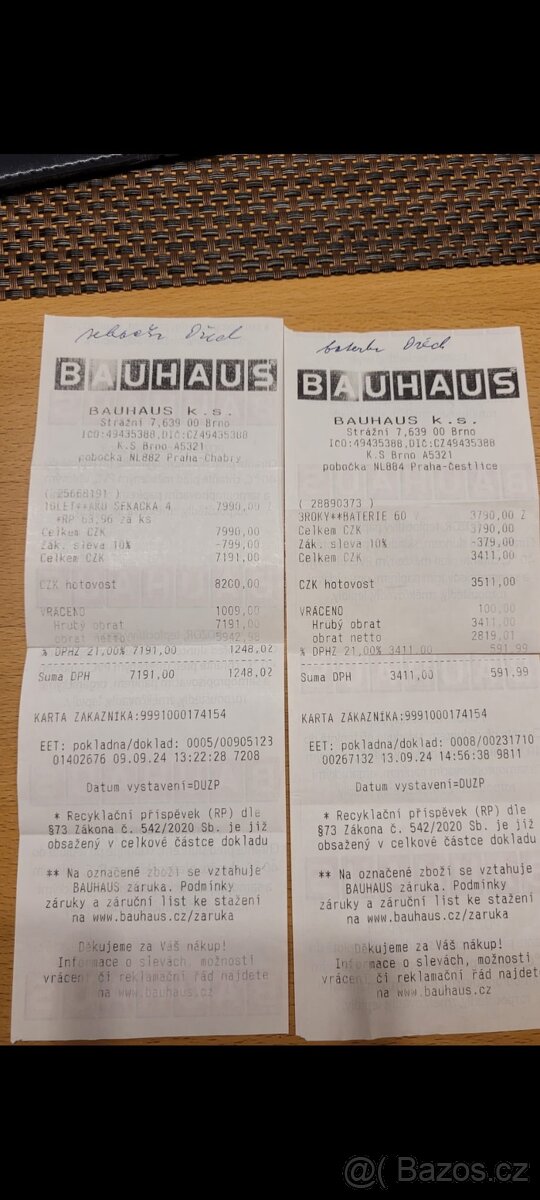 BAUHAUS
BAUHAUS k.s.
Strážní 7,639 00 Brno
IČO:49435388,DIČ:CZ49435388
K.S Brno A5321
pobočka NL882 Praha-Chabry
25668191 )
10LET**AKU SEKAČKA 4 7990,00 Z
*RP 63,96 za ks
Celkem CZK 7990,00
Zák. sleva 10% -799,00
Celkem CZK 7191,00
CZK hotovost 8200,00
VRÁCENO 1009,00
Hrubý obrat 7191,00
obrat netto 5942,98
% DPHZ 21,00% 7191,00 1248,02
Suma DPH 7191,00 1248,02
KARTA ZÁKAZNÍKA:9991000174154
EET: pokladna/doklad: 0005/00905123
01402676 09.09.24 13:22:28 7208
Datum vystavení=DUZP
* Recyklační příspěvek (RP) dle
§73 Zákona č. 542/2020 Sb. je již
obsažený v celkové částce dokladu
** Na označené zboží se vztahuje
BAUHAUS záruka. Podmínky
záruky a záruční list ke stažení
na www.bauhaus.cz/zaruka
Děkujeme za Váš nákup!
Informace o slevách, možnosti
vrácení či reklamační řád najdete
na www.bauhaus.cz
baterka
BAUHAUS
BAUHAUS k.s.
Strážní 7,639 00 Brno
IČO:49435388,DIČ:CZ49435388
K.S Brno A5321
pobočka NL884 Praha-Čestlice
( 28890373 )
3ROKY**BATERIE 60 V 3790,00 Z
Celkem CZK 3790,00
Zák. sleva 10% -379,00
Celkem CZK 3411,00
CZK hotovost 3511,00
VRÁCENO 100,00
Hrubý obrat 3411,00
obrat netto 2819,01
% DPHZ 21,00% 3411,00 591,99
Suma DPH 3411,00 591,99
KARTA ZÁKAZNÍKA:9991000174154
EET: pokladna/doklad: 0008/00231710
00267132 13.09.24 14:56:38 9811
Datum vystavení=DUZP
* Recyklační příspěvek (RP) dle
§73 Zákona č. 542/2020 Sb. je již
obsažený v celkové částce dokladu
** Na označené zboží se vztahuje
BAUHAUS záruka. Podmínky
záruky a záruční list ke stažení
na www.bauhaus.cz/zaruka
Děkujeme za Váš nákup!
Informace o slevách, možnosti
vrácení či reklamační řád najdete
na www.bauhaus.cz
@( Bazos.cz